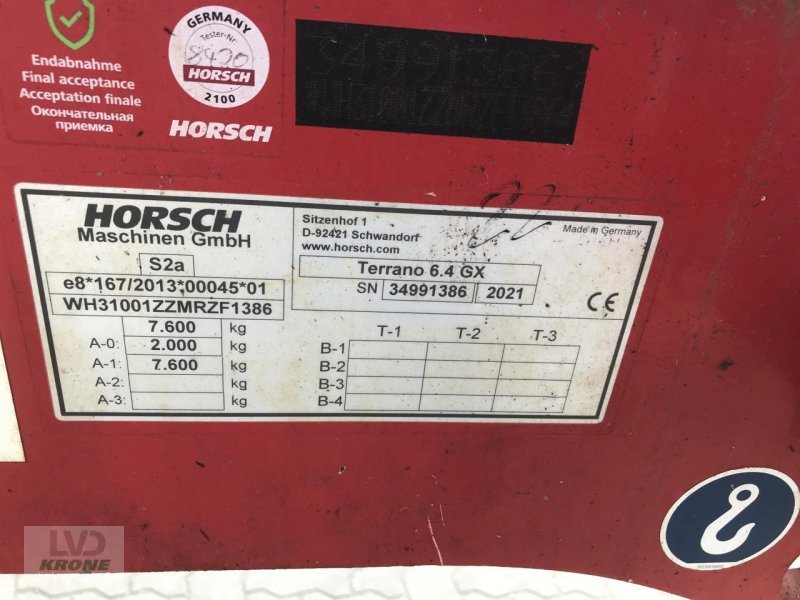 Endabnahme
Final acceptance
Acceptation finale
Окончательная
приемка
GERMANY
Tester-Nr.
8420
HORSCH
2100
HORSCH
HORSCH
Maschinen GmbH
Sitzenhof 1
D-92421 Schwandorf
www.horsch.com
Made in Germany
S2a
e8*167/2013*00045*01
WH31001ZZMRZF1386
Terrano 6.4 GX
SN 34991386 2021
CE
7.600 kg
A-0: 2.000 kg
A-1: 7.600 kg
A-2: kg
A-3: kg
T-1 T-2 T-3
B-1
B-2
B-3
B-4
LVD
KRONE